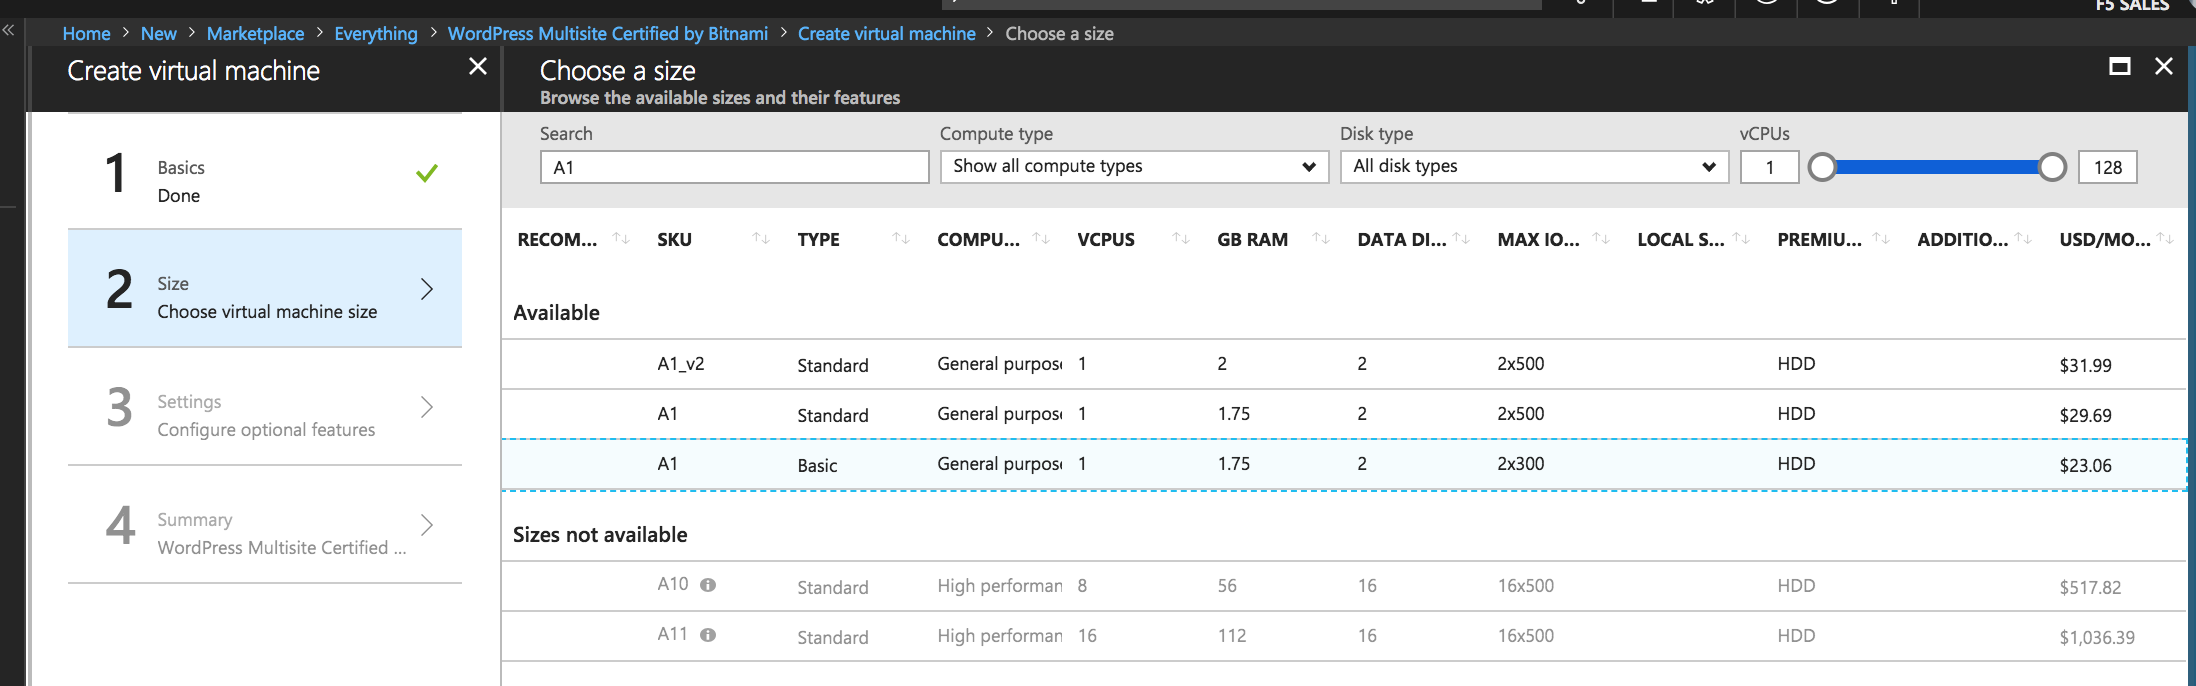 F5 SALES
Home > New > Marketplace > Everything > WordPress Multisite Certified by Bitnami > Create virtual machine > Choose a size
Create virtual machine
Choose a size
Browse the available sizes and their features
1
Basics
Done
2
Size
Choose virtual machine size
3
Settings
Configure optional features
4
Summary
WordPress Multisite Certified ...
Search Compute type Disk type vCPUs
A1 Show all compute types All disk types 1 128
RECOM... SKU TYPE COMPU... VCPUS GB RAM DATA DI... MAX IO... LOCAL S... PREMIU... ADDITIO... USD/MO...
Available
A1_v2 Standard General purpos 1 2 2 2x500 HDD $31.99
A1 Standard General purpos 1 1.75 2 2x500 HDD $29.69
A1 Basic General purpos 1 1.75 2 2x300 HDD $23.06
Sizes not available
A10 Standard High performan 8 56 16 16x500 HDD $517.82
A11 Standard High performan 16 112 16 16x500 HDD $1,036.39